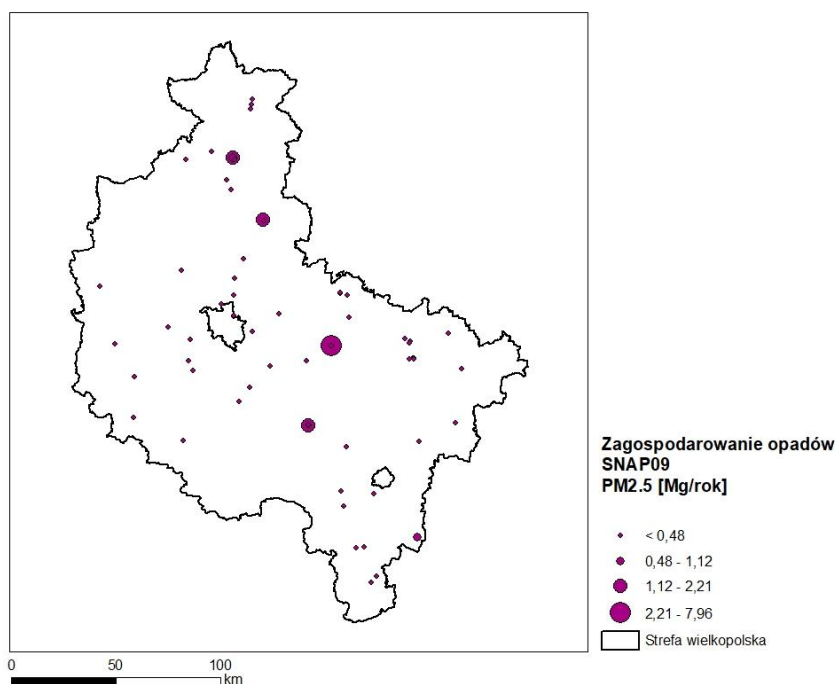 Zagospodarowanie opadów
SNAP09
PM2.5 [Mg/rok]
< 0,48
0,48 - 1,12
1,12 - 2,21
2,21 - 7,96
Strefa wielkopolska
0 50 100
km